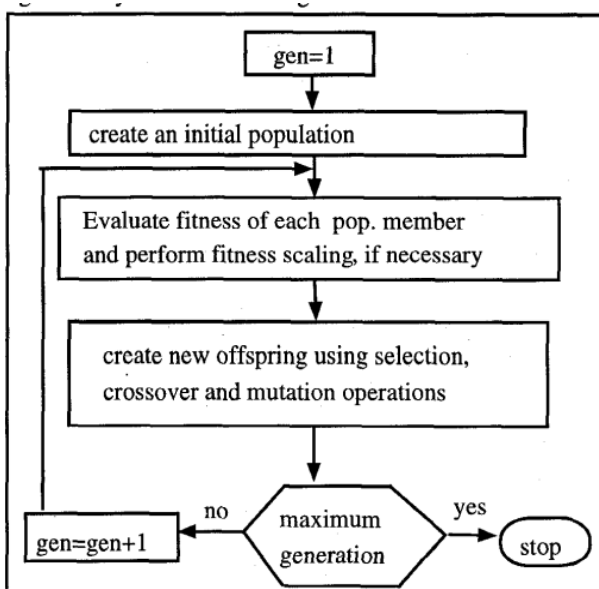 gen=1
create an initial population
Evaluate fitness of each pop. member
and perform fitness scaling, if necessary
create new offspring using selection,
crossover and mutation operations
no
maximum
yes
gen=gen+1
generation
stop